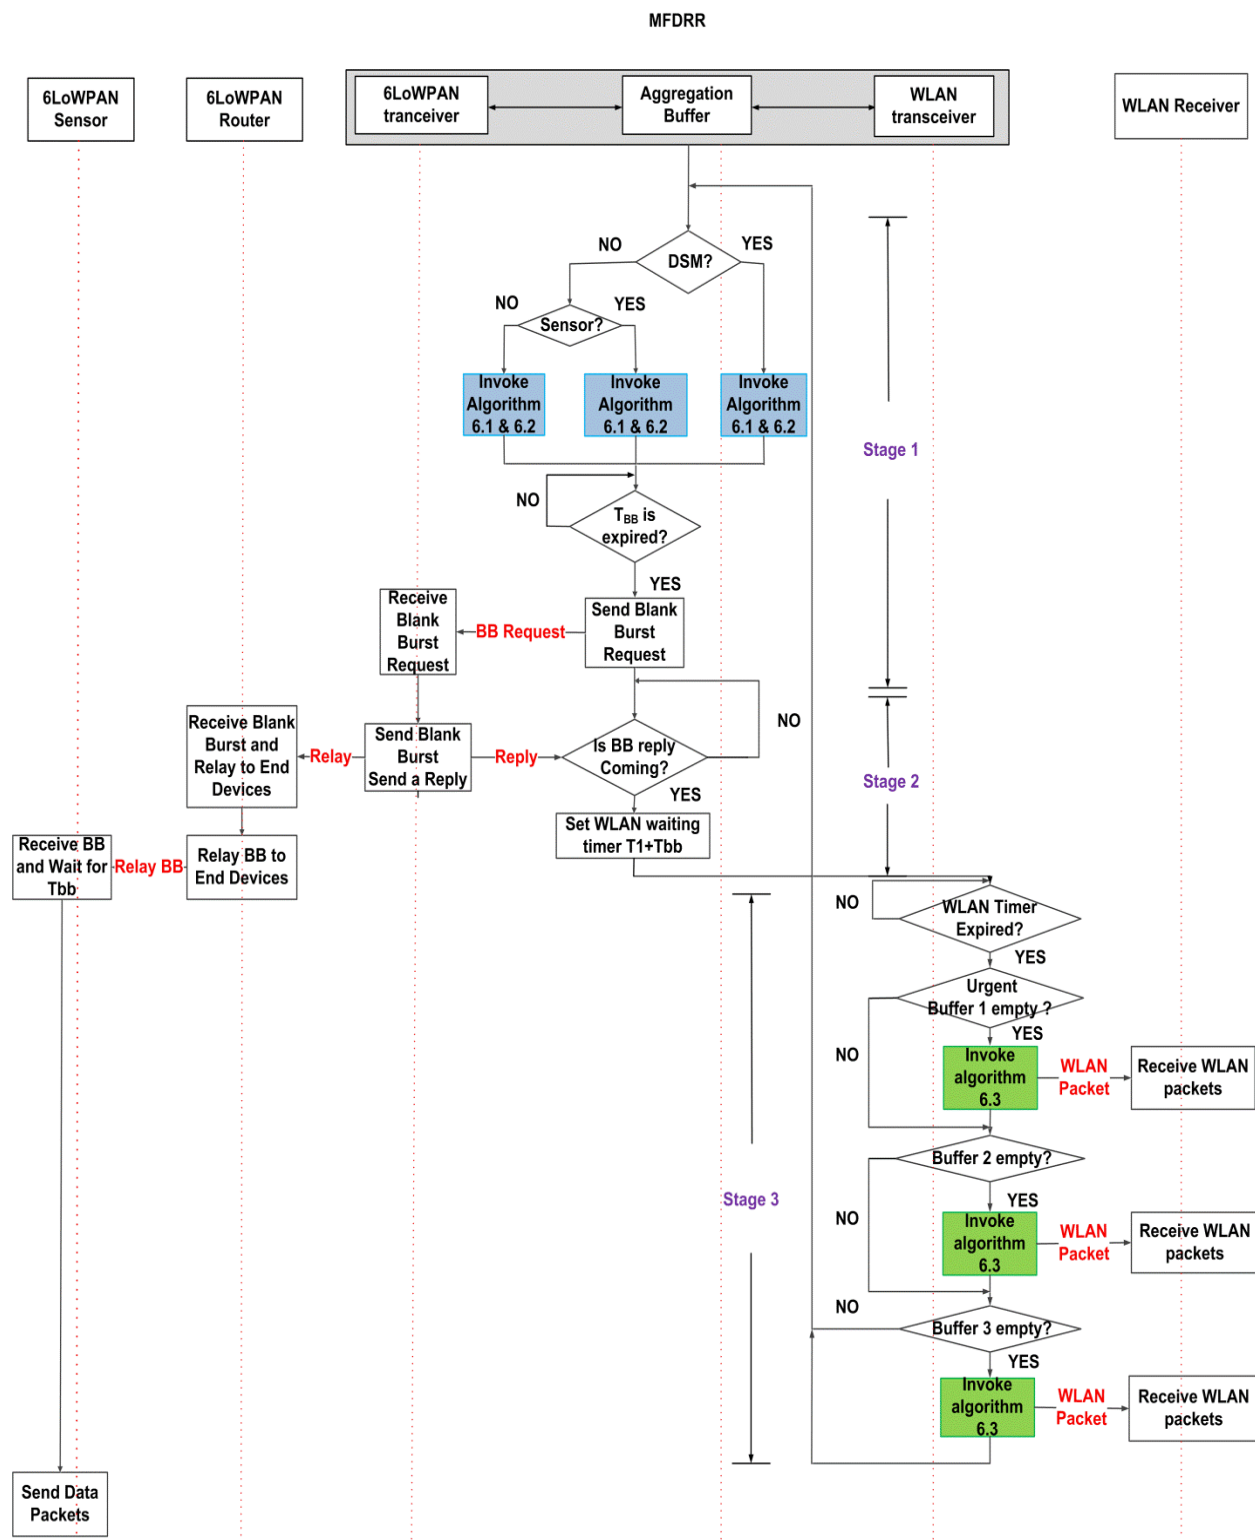 MFDRR
6LoWPAN
Sensor
6LoWPAN
Router
6LoWPAN
tranceiver
Aggregation
Buffer
WLAN
transceiver
WLAN Receiver
NO
YES
DSM?
NO
YES
Sensor?
Invoke
Algorithm
6.1 & 6.2
Invoke
Algorithm
6.1 & 6.2
Invoke
Algorithm
6.1 & 6.2
Stage 1
NO
TBB is
expired?
YES
Receive
Blank
Burst
Request
BB Request
Send Blank
Burst
Request
Receive Blank
Burst and
Relay to End
Devices
Relay
Send Blank
Burst
Send a Reply
Reply
Is BB reply
Coming?
NO
YES
Stage 2
Set WLAN waiting
timer T1+Tbb
Receive BB
and Wait for
Tbb
Relay BB
Relay BB to
End Devices
NO
WLAN Timer
Expired?
YES
Urgent
Buffer 1 empty ?
YES
NO
Invoke
algorithm
6.3
WLAN
Packet
Receive WLAN
packets
Buffer 2 empty?
YES
NO
Stage 3
Invoke
algorithm
6.3
WLAN
Packet
Receive WLAN
packets
NO
Buffer 3 empty?
YES
Invoke
algorithm
6.3
WLAN
Packet
Receive WLAN
packets
Send Data
Packets